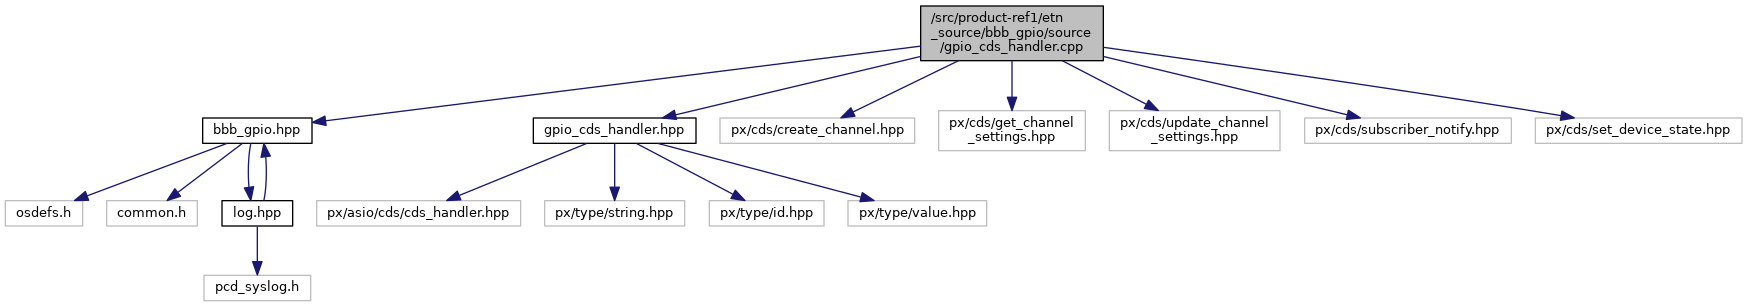 /src/product-ref1/etn
_source/bbb_gpio/source
/gpio_cds_handler.cpp
bbb_gpio.hpp
gpio_cds_handler.hpp
px/cds/create_channel.hpp
px/cds/get_channel
_settings.hpp
px/cds/update_channel
_settings.hpp
px/cds/subscriber_notify.hpp
px/cds/set_device_state.hpp
osdefs.h
common.h
log.hpp
px/asio/cds/cds_handler.hpp
px/type/string.hpp
px/type/id.hpp
px/type/value.hpp
pcd_syslog.h